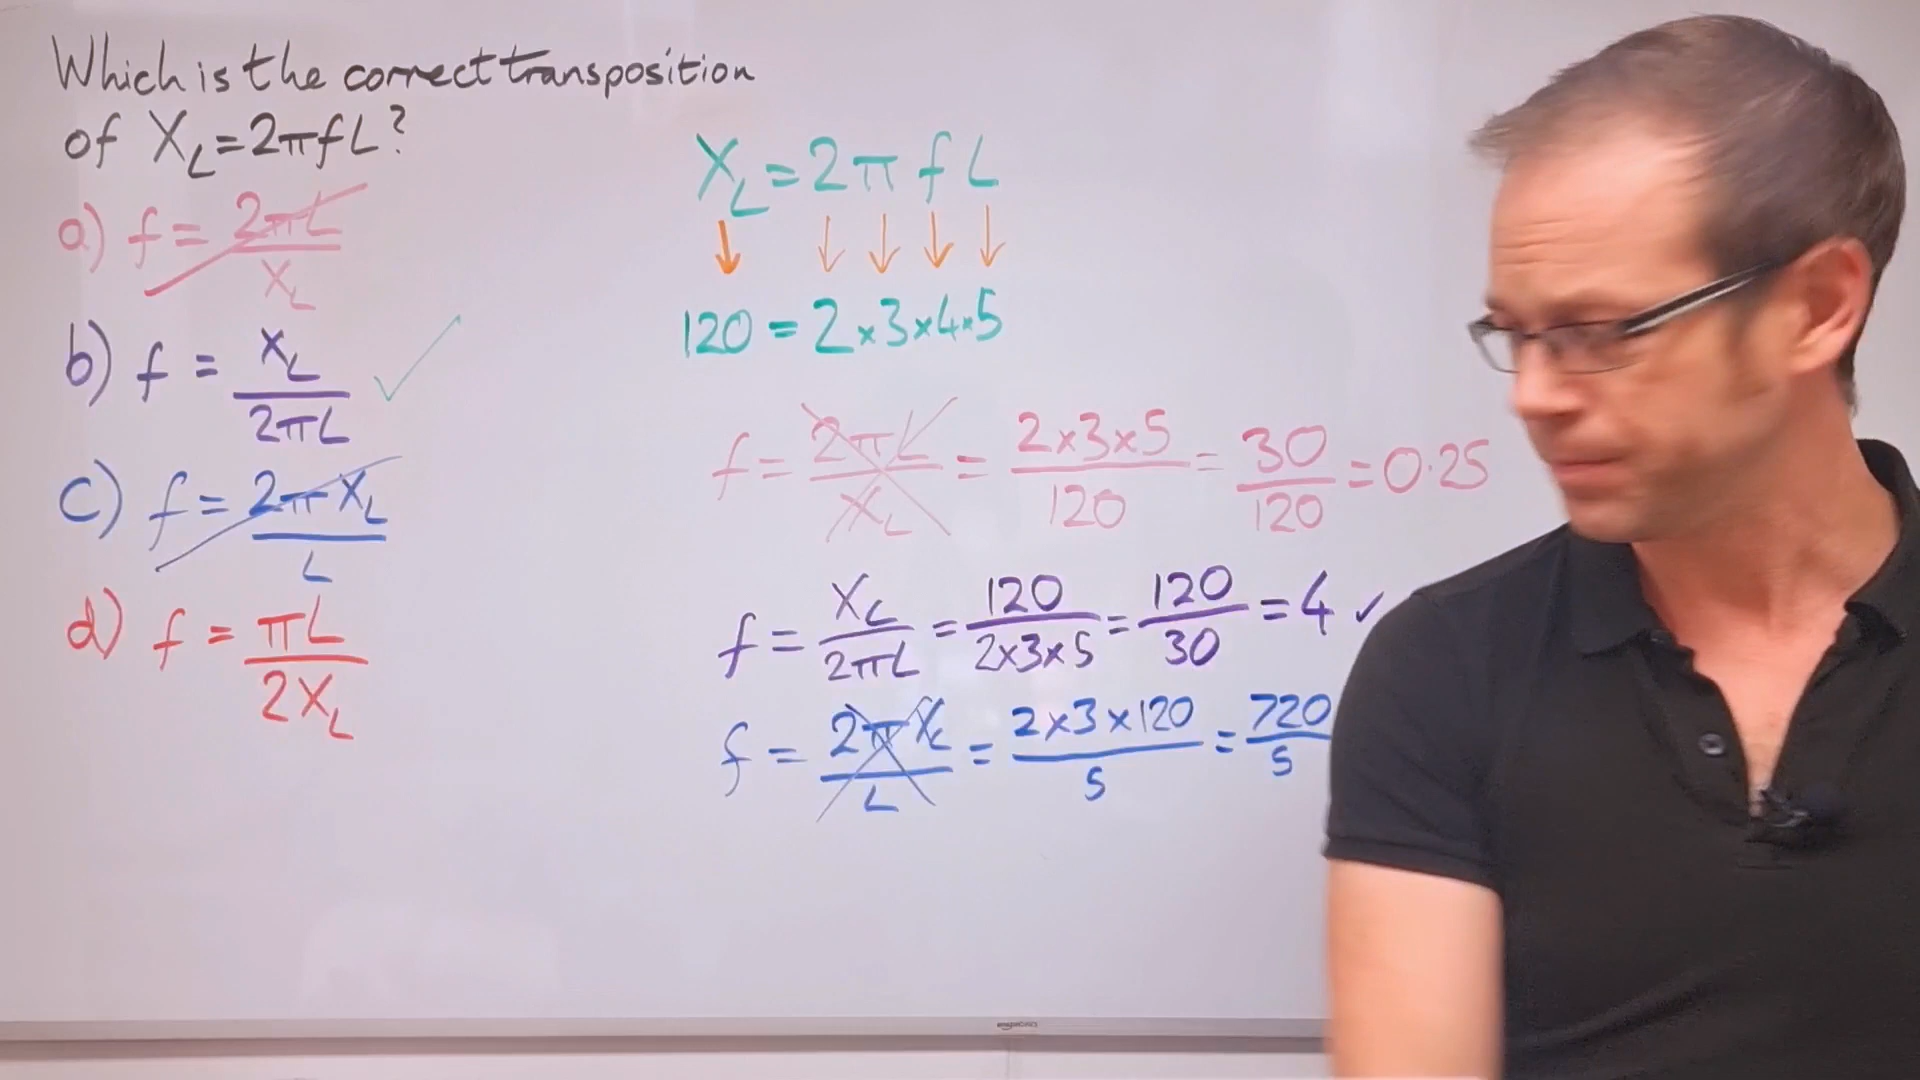 Which is the correct transposition
of X_L = 2πfL?
a) f = 2πL / X_L
b) f = X_L / 2πL ✓
c) f = 2πX_L / L
d) f = πL / 2X_L
X_L = 2πfL
↓ ↓ ↓ ↓ ↓
120 = 2×3×4×5
f = 2πL / X_L = 2×3×5 / 120 = 30 / 120 = 0.25
f = X_L / 2πL = 120 / 2×3×5 = 120 / 30 = 4 ✓
f = 2πX_L / L = 2×3×120 / 5 = 720 / 5